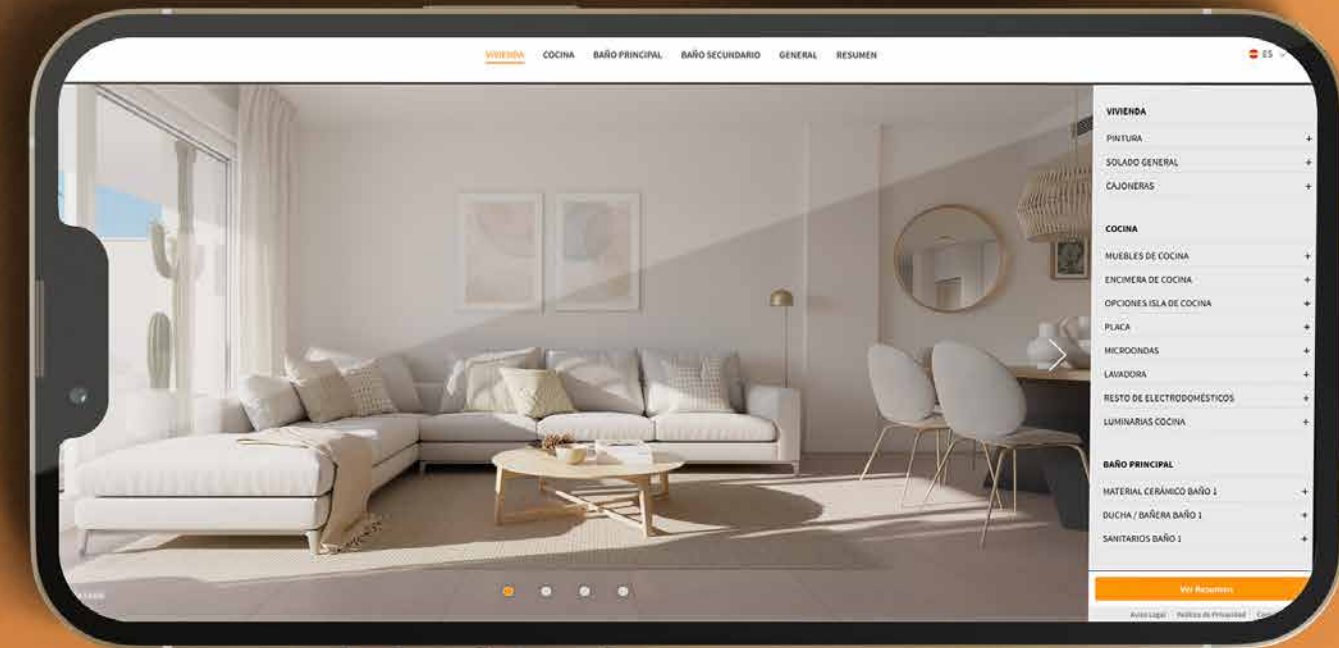 VIVIENDA
COCINA
BAÑO PRINCIPAL
BAÑO SECUNDARIO
GENERAL
RESUMEN
ES
VIVIENDA
PINTURA +
SOLADO GENERAL +
CAJONERAS +
COCINA
MUEBLES DE COCINA +
ENCIMERA DE COCINA +
OPCIONES ISLA DE COCINA +
PLACA +
MICROONDAS +
LAVADORA +
RESTO DE ELECTRODOMÉSTICOS +
LUMINARIAS COCINA +
BAÑO PRINCIPAL
MATERIAL CERÁMICO BAÑO 1 +
DUCHA / BAÑERA BAÑO 1 +
SANITARIOS BAÑO 1 +
Ver Resumen
Aviso Legal
Política de Privacidad